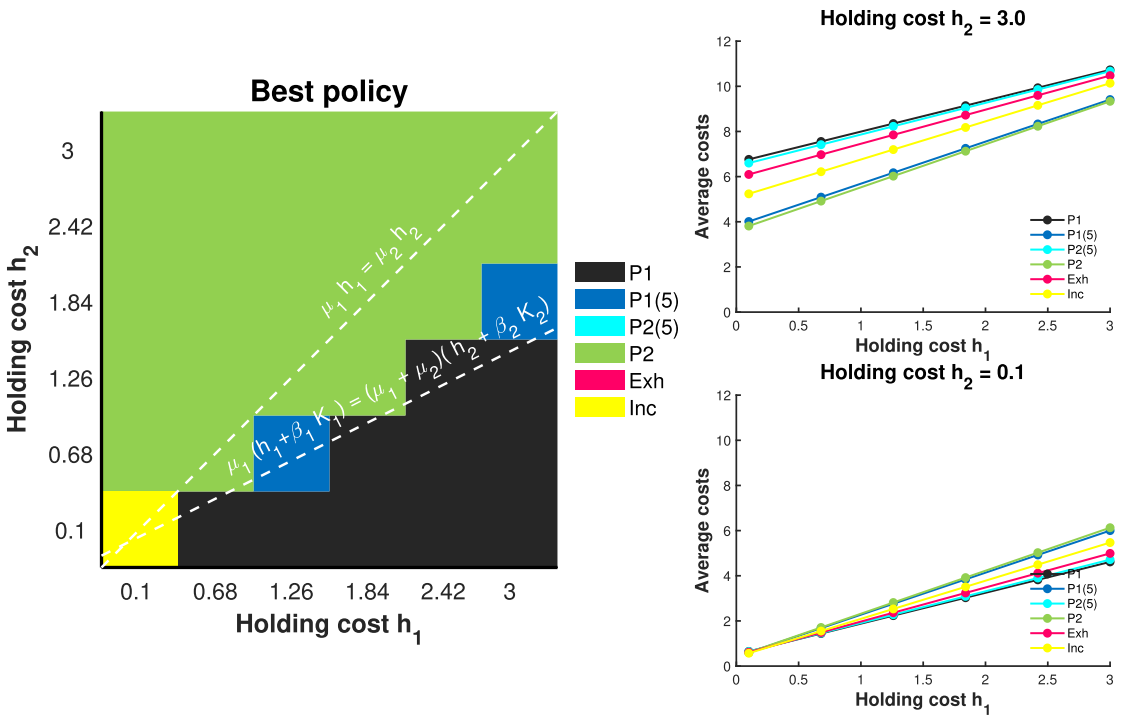 Best policy
Holding cost h2
3
2.42
1.84
1.26
0.68
0.1
μ1 h1 = μ2 h2
μ1 (h1+β1 K1) = (μ1 + μ2)( h2 + β2 K2)
0.1 0.68 1.26 1.84 2.42 3
Holding cost h1
P1
P1(5)
P2(5)
P2
Exh
Inc
Holding cost h2 = 3.0
Average costs
12
10
8
6
4
2
0
P1
P1(5)
P2(5)
P2
Exh
Inc
0 0.5 1 1.5 2 2.5 3
Holding cost h1
Holding cost h2 = 0.1
Average costs
12
10
8
6
4
2
0
P1
P1(5)
P2(5)
P2
Exh
Inc
0 0.5 1 1.5 2 2.5 3
Holding cost h1